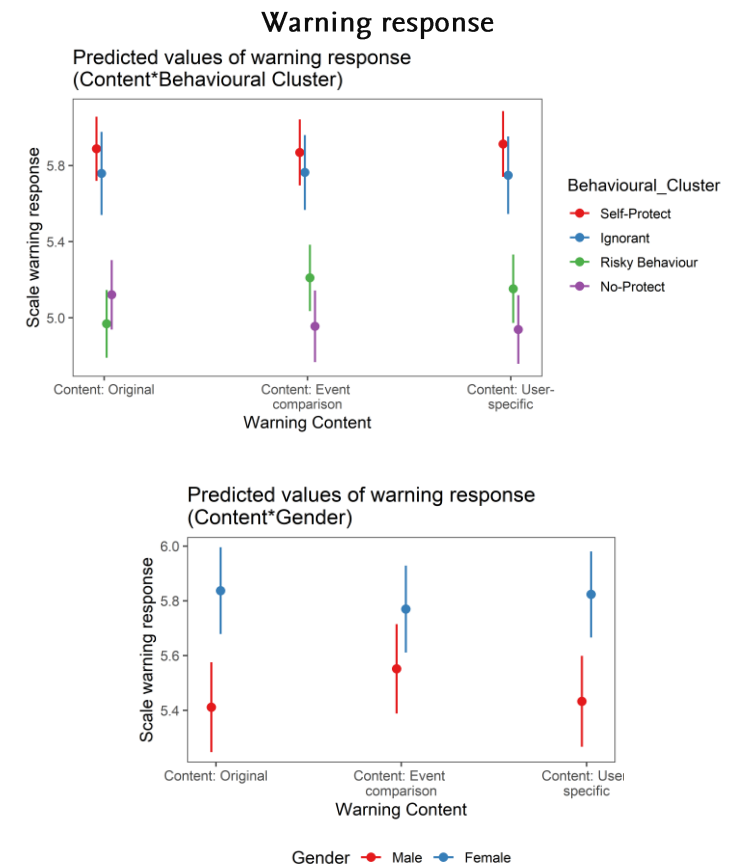 Warning response
Predicted values of warning response
(Content*Behavioural Cluster)
Scale warning response
5.8
5.4
5.0
Content: Original
Content: Event
comparison
Content: User-
specific
Warning Content
Behavioural_Cluster
Self-Protect
Ignorant
Risky Behaviour
No-Protect
Predicted values of warning response
(Content*Gender)
Scale warning response
6.0
5.8
5.6
5.4
Content: Original
Content: Event
comparison
Content: User
specific
Warning Content
Gender Male Female